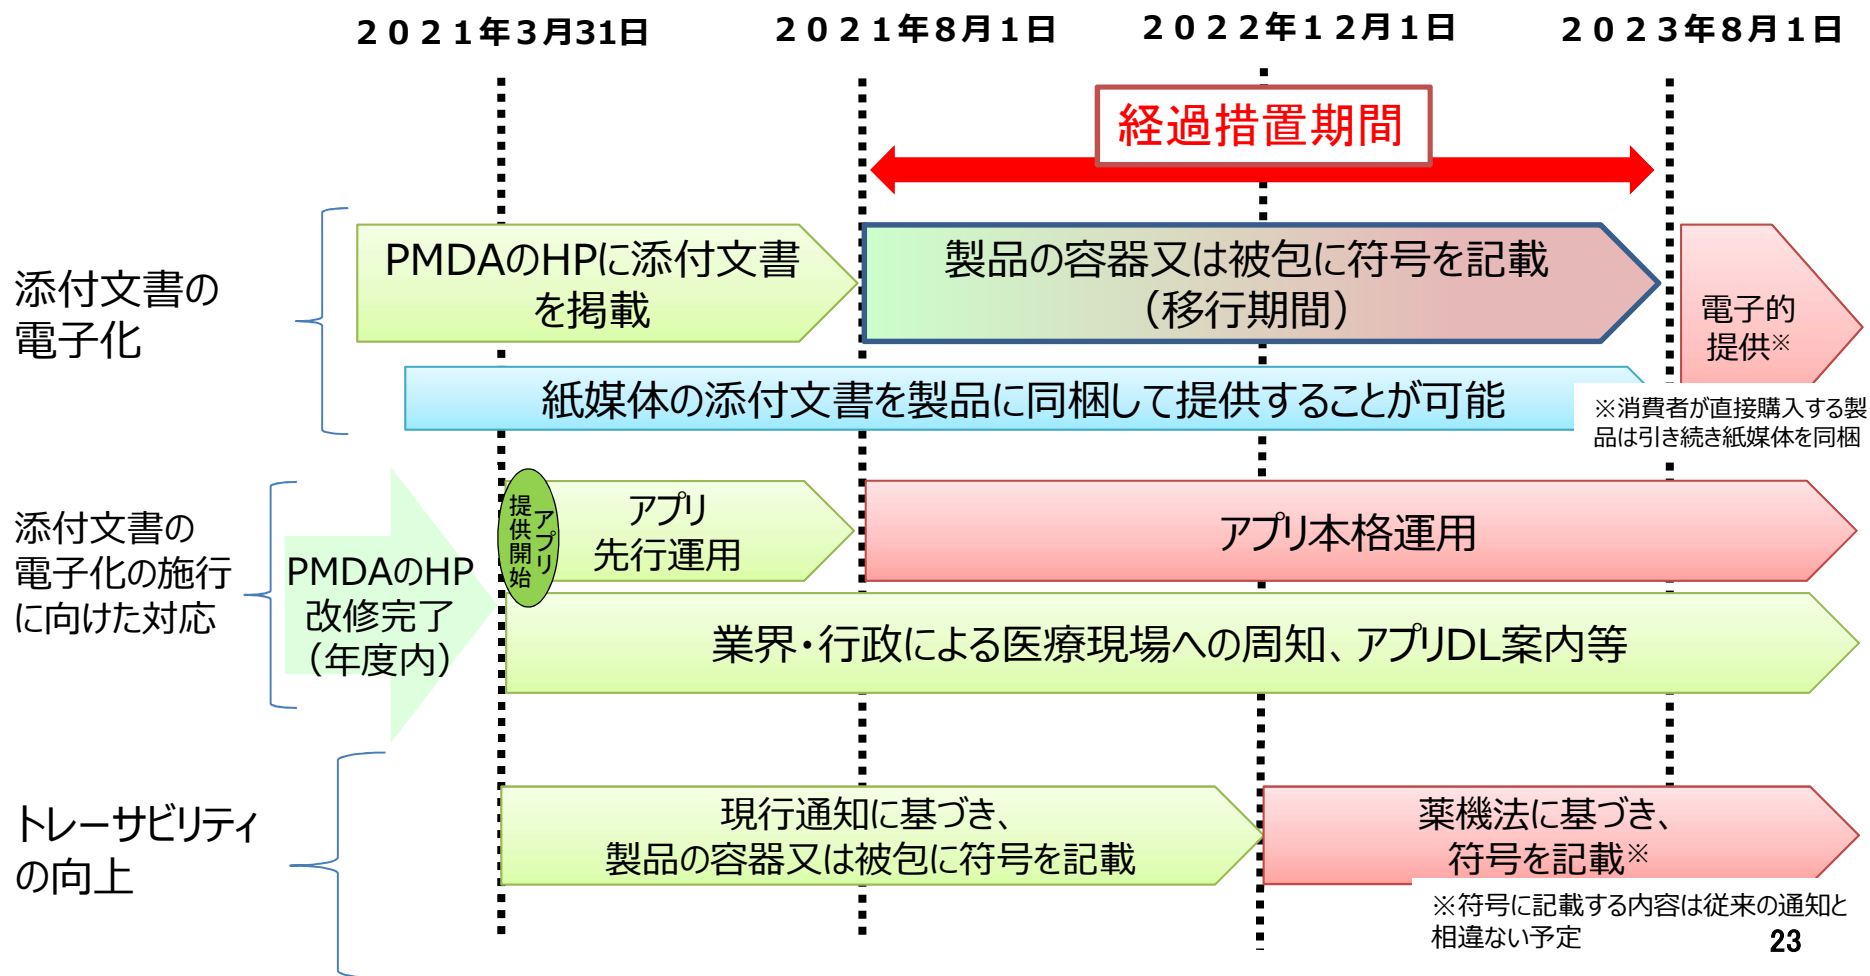 ２０２１年３月31日
２０２１年８月１日
２０２２年１２月１日
２０２３年８月１日
経過措置期間
添付文書の
電子化
PMDAのHPに添付文書
を掲載
製品の容器又は被包に符号を記載
（移行期間）
電子的
提供※
紙媒体の添付文書を製品に同梱して提供することが可能
※消費者が直接購入する製
品は引き続き紙媒体を同梱
添付文書の
電子化の施行
に向けた対応
PMDAのHP
改修完了
（年度内）
アプリ
提供開始
アプリ
先行運用
アプリ本格運用
業界・行政による医療現場への周知、アプリDL案内等
トレーサビリティ
の向上
現行通知に基づき、
製品の容器又は被包に符号を記載
薬機法に基づき、
符号を記載※
※符号に記載する内容は従来の通知と
相違ない予定
23